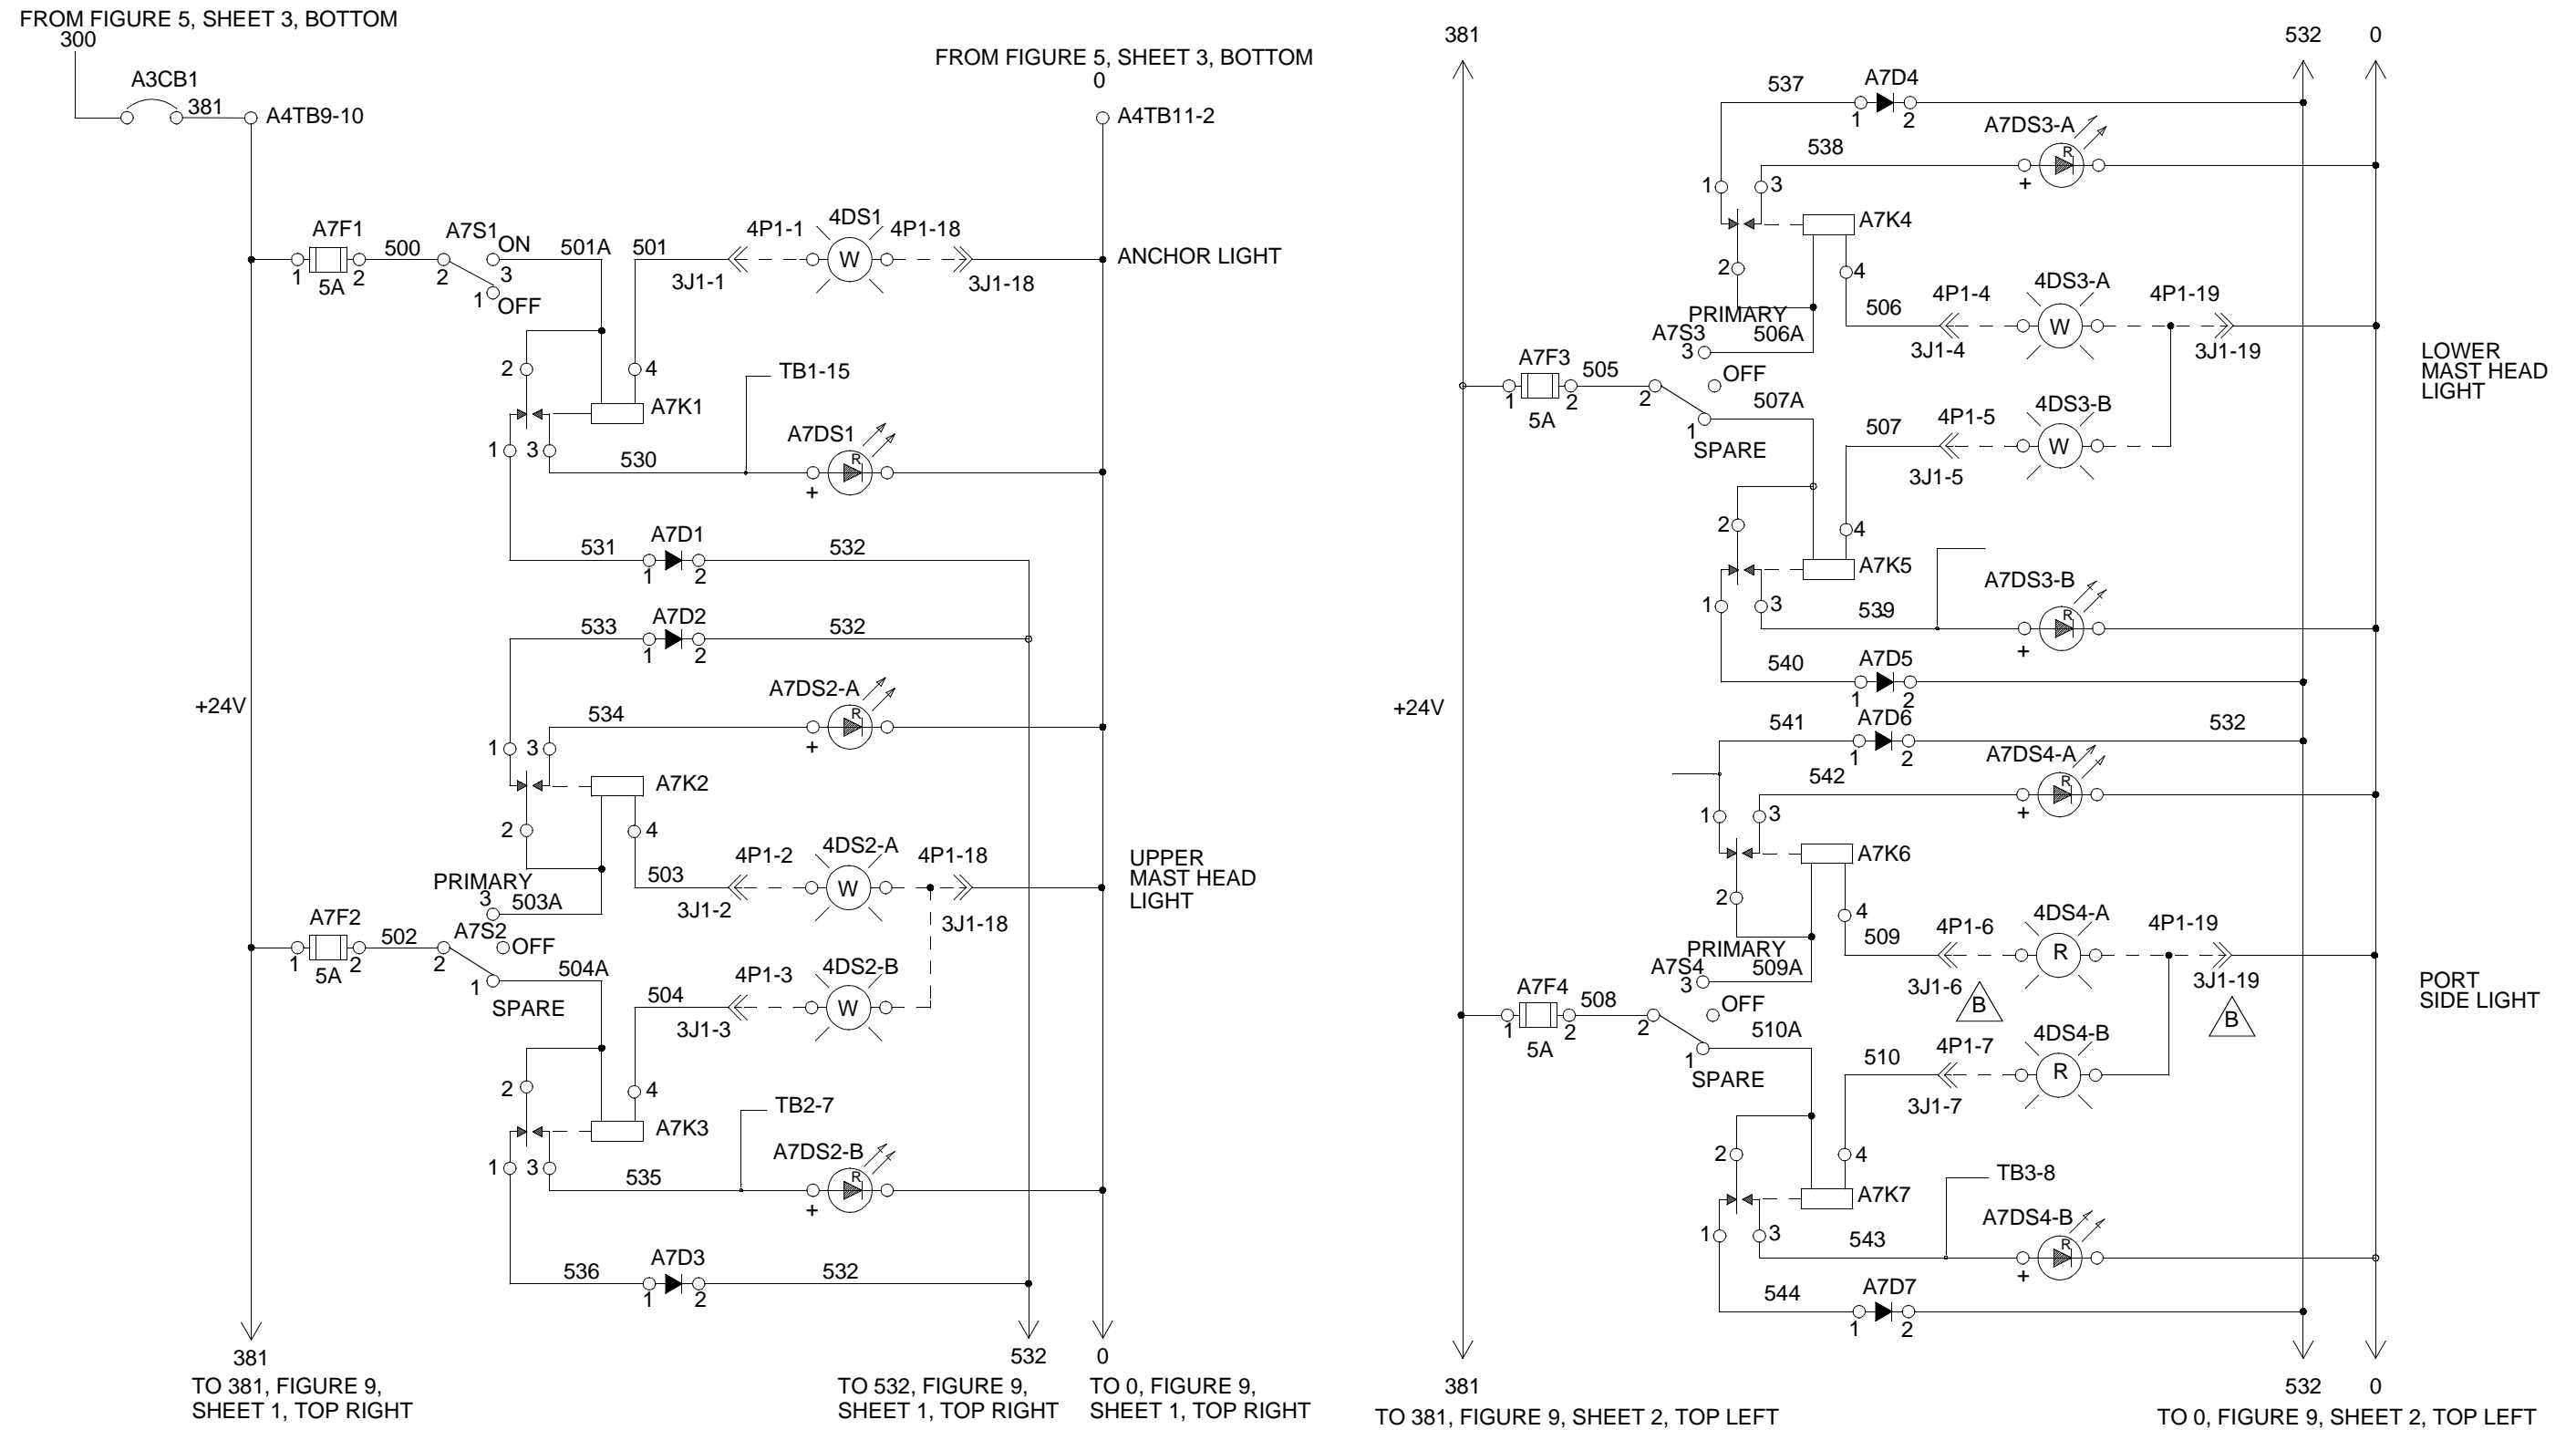 FROM FIGURE 5, SHEET 3, BOTTOM
300
A3CB1
381
A4TB9-10
FROM FIGURE 5, SHEET 3, BOTTOM
0
A4TB11-2
A7F1
1
2
5A
500
A7S1
ON
2
3
1
OFF
501A
501
4P1-1
4DS1
4P1-18
W
3J1-1
3J1-18
ANCHOR LIGHT
2
4
A7K1
TB1-15
1
3
530
A7DS1
R
+
531
A7D1
1
2
532
533
A7D2
1
2
532
+24V
A7DS2-A
534
R
+
1
3
A7K2
2
4
PRIMARY
3
503A
503
4P1-2
4DS2-A
4P1-18
W
3J1-2
3J1-18
UPPER
MAST HEAD
LIGHT
A7F2
1
2
5A
502
A7S2
OFF
2
1
SPARE
504A
504
4P1-3
4DS2-B
W
3J1-3
2
4
A7K3
TB2-7
1
3
535
A7DS2-B
R
+
536
A7D3
1
2
532
381
TO 381, FIGURE 9,
SHEET 1, TOP RIGHT
532
TO 532, FIGURE 9,
SHEET 1, TOP RIGHT
0
TO 0, FIGURE 9,
SHEET 1, TOP RIGHT
381
532
0
537
A7D4
1
2
A7DS3-A
538
R
+
1
3
A7K4
2
4
PRIMARY
A7S3
3
506A
506
4P1-4
4DS3-A
4P1-19
W
3J1-4
3J1-19
LOWER
MAST HEAD
LIGHT
A7F3
1
2
5A
505
OFF
2
1
SPARE
507A
507
4P1-5
4DS3-B
W
3J1-5
2
4
A7K5
A7DS3-B
1
3
539
R
+
540
A7D5
1
2
+24V
541
A7D6
1
2
532
A7DS4-A
542
R
+
1
3
A7K6
2
4
PRIMARY
A7S4
3
509A
509
4P1-6
4DS4-A
4P1-19
R
3J1-6
B
3J1-19
B
PORT
SIDE LIGHT
A7F4
1
2
5A
508
OFF
2
1
SPARE
510A
510
4P1-7
4DS4-B
R
3J1-7
2
4
A7K7
TB3-8
1
3
543
A7DS4-B
R
+
544
A7D7
1
2
381
TO 381, FIGURE 9, SHEET 2, TOP LEFT
532
0
TO 0, FIGURE 9, SHEET 2, TOP LEFT